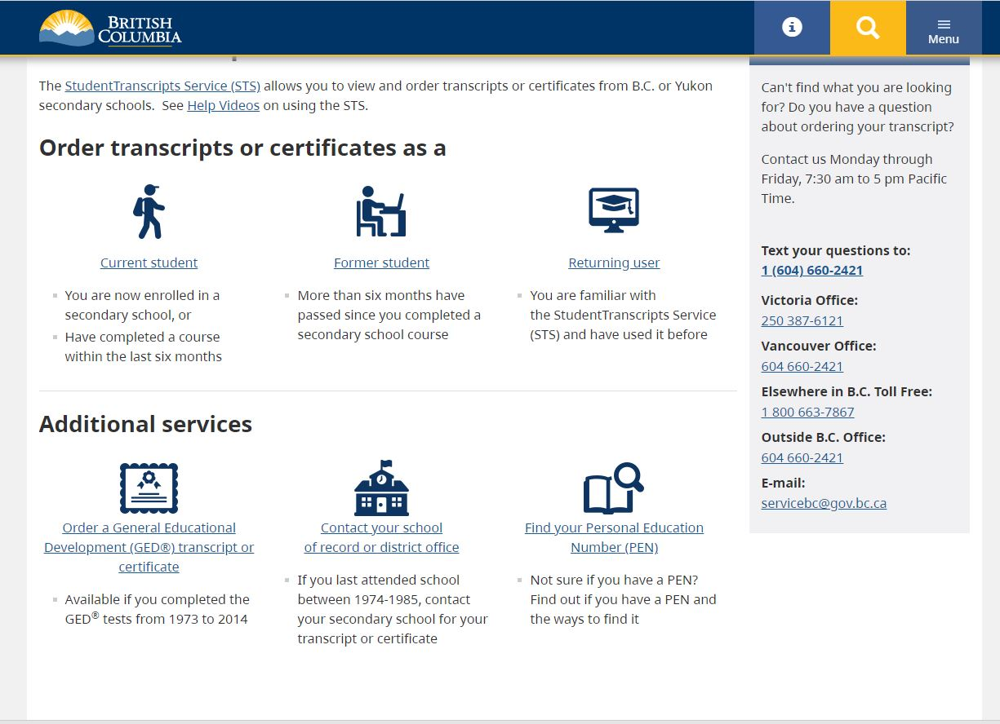 BRITISH
COLUMBIA
Menu
The StudentTranscripts Service (STS) allows you to view and order transcripts or certificates from B.C. or Yukon
secondary schools.  See Help Videos on using the STS.
Order transcripts or certificates as a
Current student
You are now enrolled in a
secondary school, or
Have completed a course
within the last six months
Former student
More than six months have
passed since you completed a
secondary school course
Returning user
You are familiar with
the StudentTranscripts Service
(STS) and have used it before
Additional services
Order a General Educational
Development (GED®) transcript or
certificate
Available if you completed the
GED® tests from 1973 to 2014
Contact your school
of record or district office
If you last attended school
between 1974-1985, contact
your secondary school for your
transcript or certificate
Find your Personal Education
Number (PEN)
Not sure if you have a PEN?
Find out if you have a PEN and
the ways to find it
Can't find what you are looking
for? Do you have a question
about ordering your transcript?
Contact us Monday through
Friday, 7:30 am to 5 pm Pacific
Time.
Text your questions to:
1 (604) 660-2421
Victoria Office:
250 387-6121
Vancouver Office:
604 660-2421
Elsewhere in B.C. Toll Free:
1 800 663-7867
Outside B.C. Office:
604 660-2421
E-mail:
servicebc@gov.bc.ca